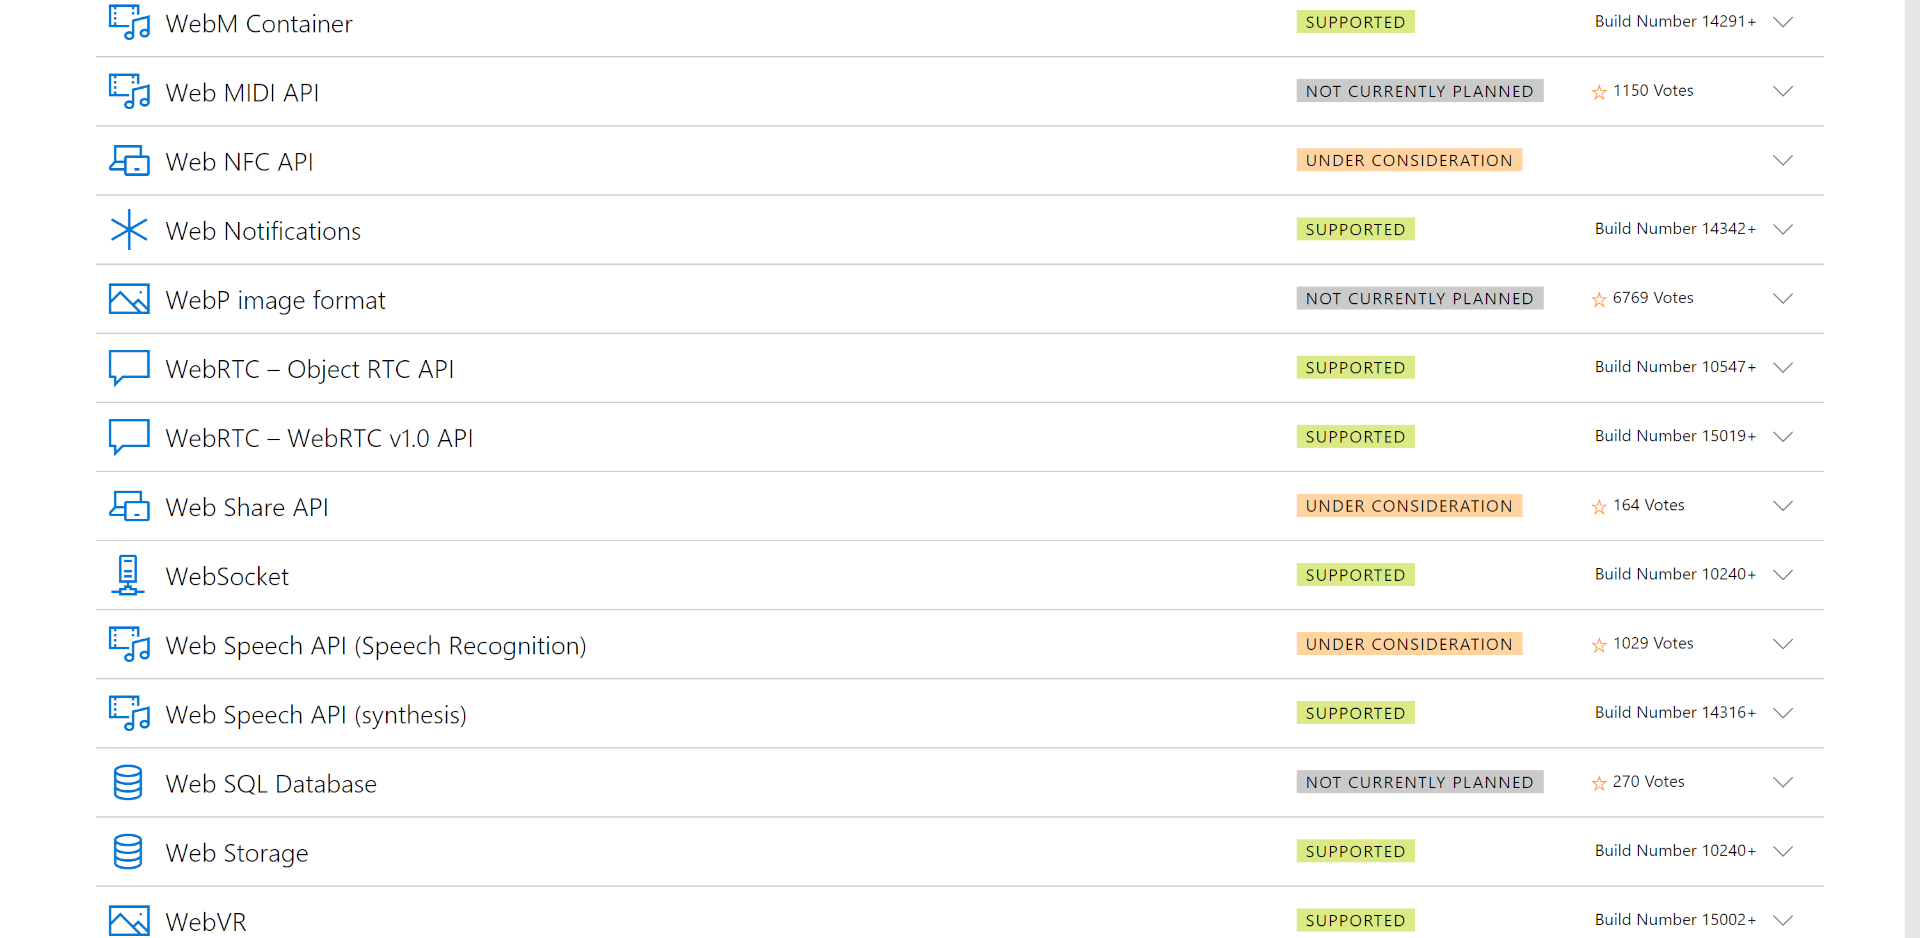 WebM Container SUPPORTED Build Number 14291+
Web MIDI API NOT CURRENTLY PLANNED 1150 Votes
Web NFC API UNDER CONSIDERATION
Web Notifications SUPPORTED Build Number 14342+
WebP image format NOT CURRENTLY PLANNED 6769 Votes
WebRTC – Object RTC API SUPPORTED Build Number 10547+
WebRTC – WebRTC v1.0 API SUPPORTED Build Number 15019+
Web Share API UNDER CONSIDERATION 164 Votes
WebSocket SUPPORTED Build Number 10240+
Web Speech API (Speech Recognition) UNDER CONSIDERATION 1029 Votes
Web Speech API (synthesis) SUPPORTED Build Number 14316+
Web SQL Database NOT CURRENTLY PLANNED 270 Votes
Web Storage SUPPORTED Build Number 10240+
WebVR SUPPORTED Build Number 15002+